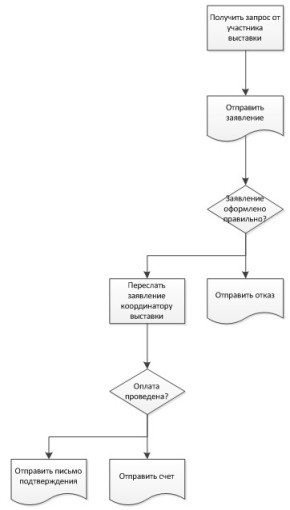 Получить запрос от
участника
выставки
Отправить
заявление
Заявление
оформлено
правильно?
Переслать
заявление
координатору
выставки
Отправить отказ
Оплата
проведена?
Отправить письмо
подтверждения
Отправить счет